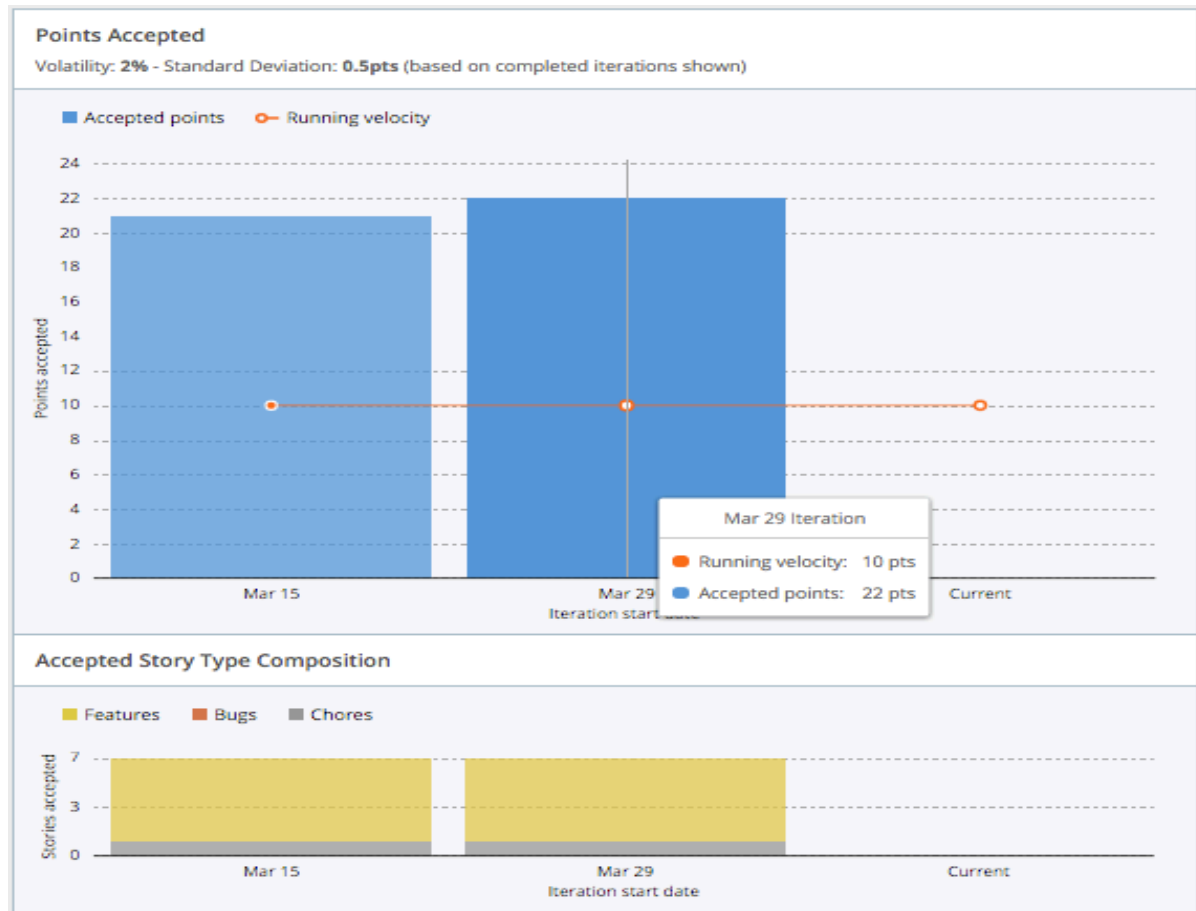 Points Accepted
Volatility: 2% - Standard Deviation: 0.5pts (based on completed iterations shown)
Accepted points Running velocity
24
22
20
18
16
14
12
10
8
6
4
2
0
Points accepted
Mar 15 Mar 29 Current
Iteration start date
Mar 29 Iteration
Running velocity: 10 pts
Accepted points: 22 pts
Accepted Story Type Composition
Features Bugs Chores
7
3
0
Stories accepted
Mar 15 Mar 29 Current
Iteration start date